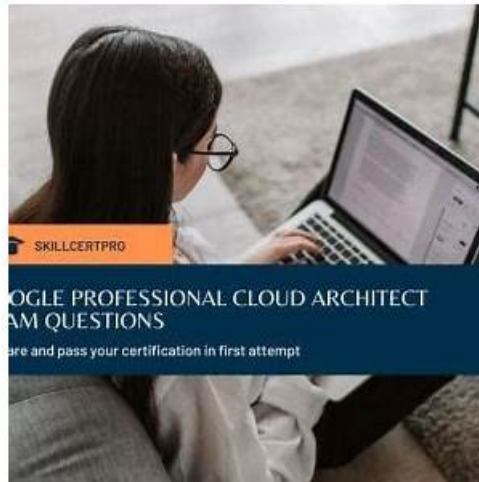 SKILLCERTPRO
OGLE PROFESSIONAL CLOUD ARCHITECT
AM QUESTIONS
are and pass your certification in first attempt